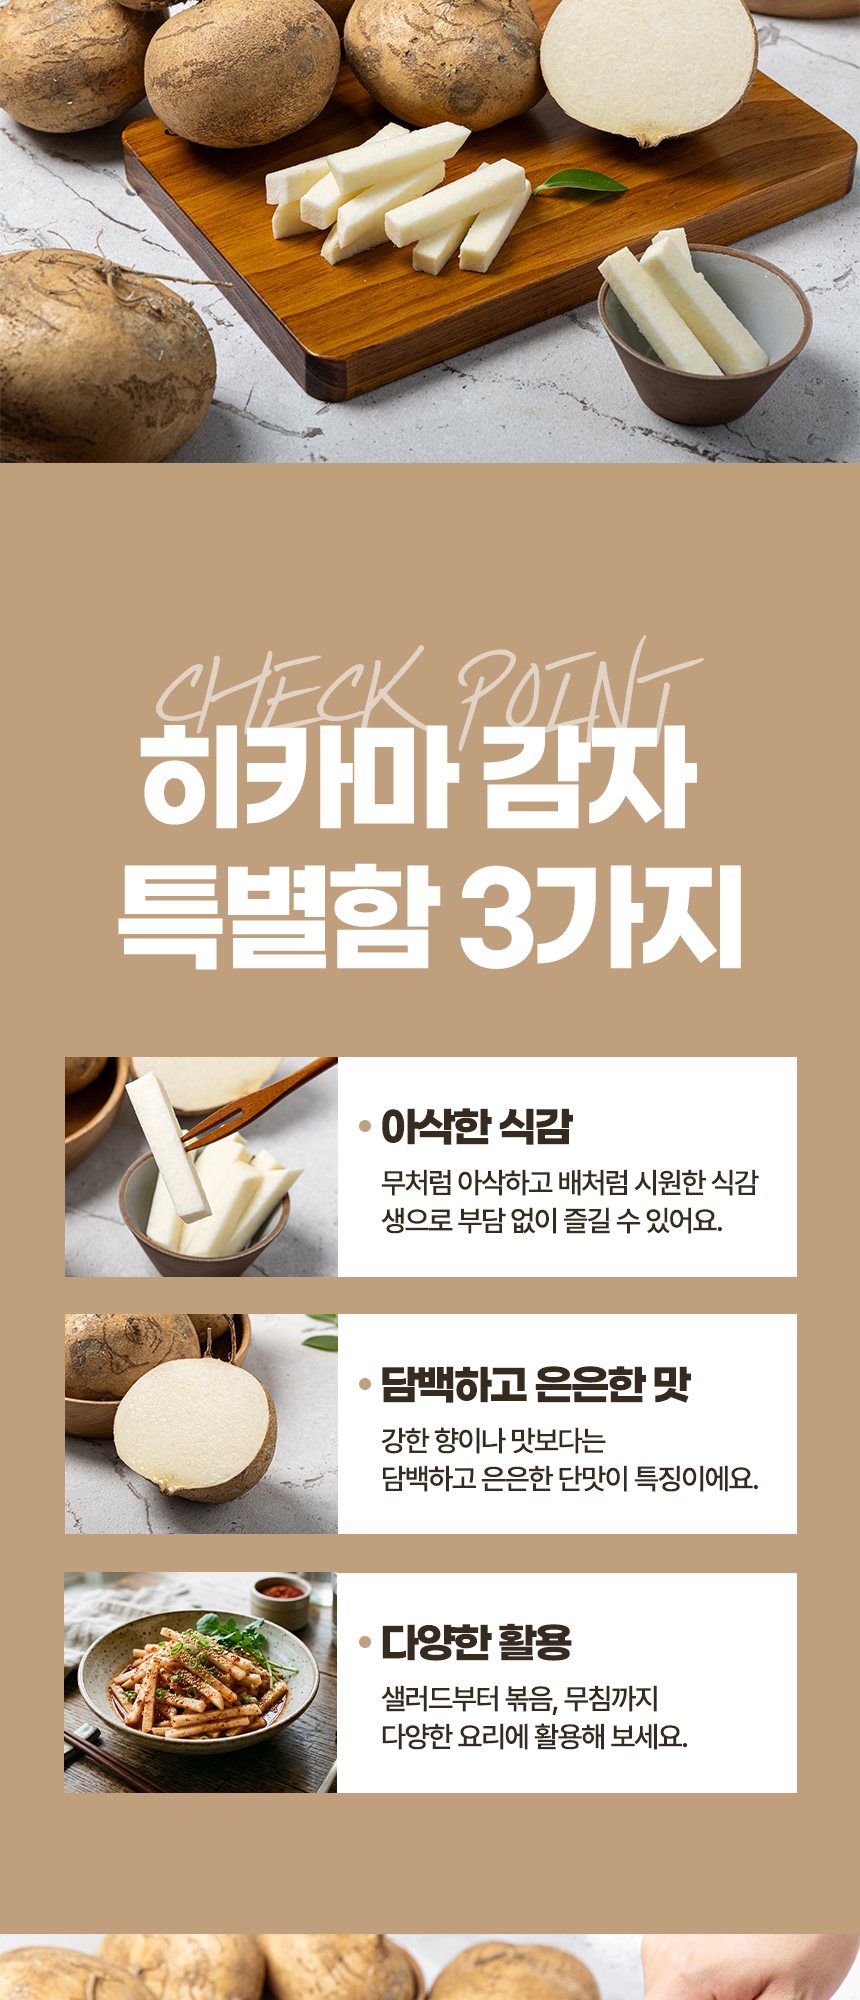 CHECK POINT
히카마 감자
특별함 3가지
아삭한 식감
무처럼 아삭하고 배처럼 시원한 식감
생으로 부담 없이 즐길 수 있어요.
담백하고 은은한 맛
강한 향이나 맛보다는
담백하고 은은한 단맛이 특징이에요.
다양한 활용
샐러드부터 볶음, 무침까지
다양한 요리에 활용해 보세요.